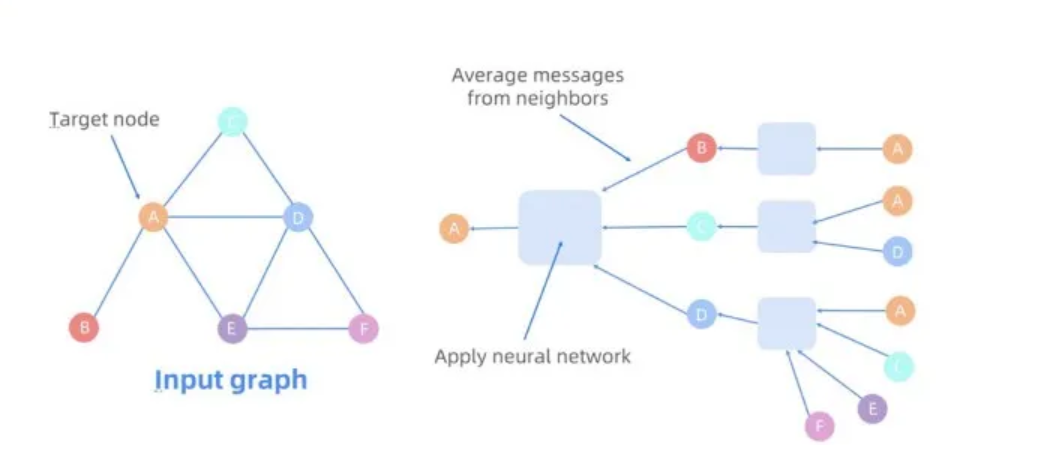 Target node
C
A
D
B
E
F
Input graph
Average messages
from neighbors
B
A
A
A
C
D
D
A
C
E
F
Apply neural network